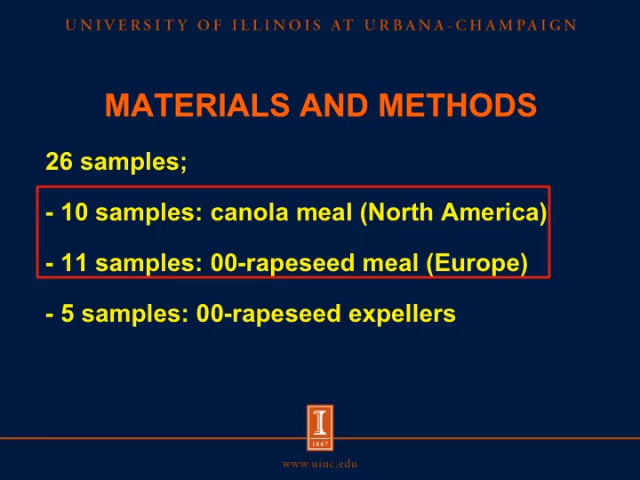 UNIVERSITY OF ILLINOIS AT URBANA-CHAMPAIGN
MATERIALS AND METHODS
26 samples;
- 10 samples: canola meal (North America)
- 11 samples: 00-rapeseed meal (Europe)
- 5 samples: 00-rapeseed expellers
I
1867
www.uiuc.edu